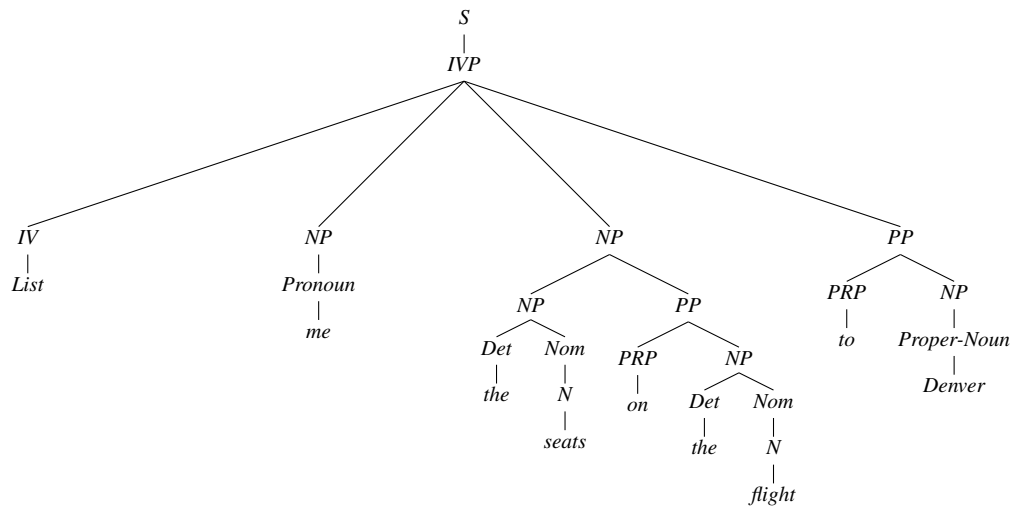 S
IVP
IV NP NP PP
List Pronoun NP PP PRP NP
me Det Nom PRP NP to Proper-Noun
the N on Det Nom Denver
seats the N
flight